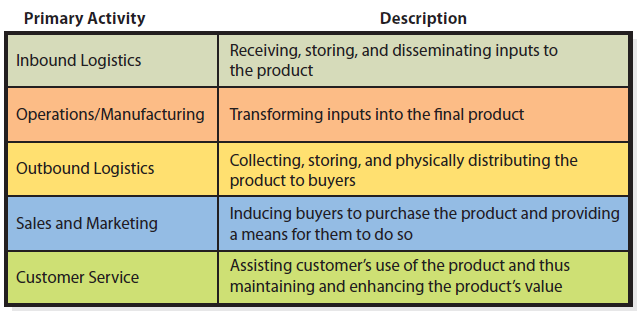 Primary Activity
Description
Inbound Logistics
Receiving, storing, and disseminating inputs to
the product
Operations/Manufacturing
Transforming inputs into the final product
Outbound Logistics
Collecting, storing, and physically distributing the
product to buyers
Sales and Marketing
Inducing buyers to purchase the product and providing
a means for them to do so
Customer Service
Assisting customer's use of the product and thus
maintaining and enhancing the product's value